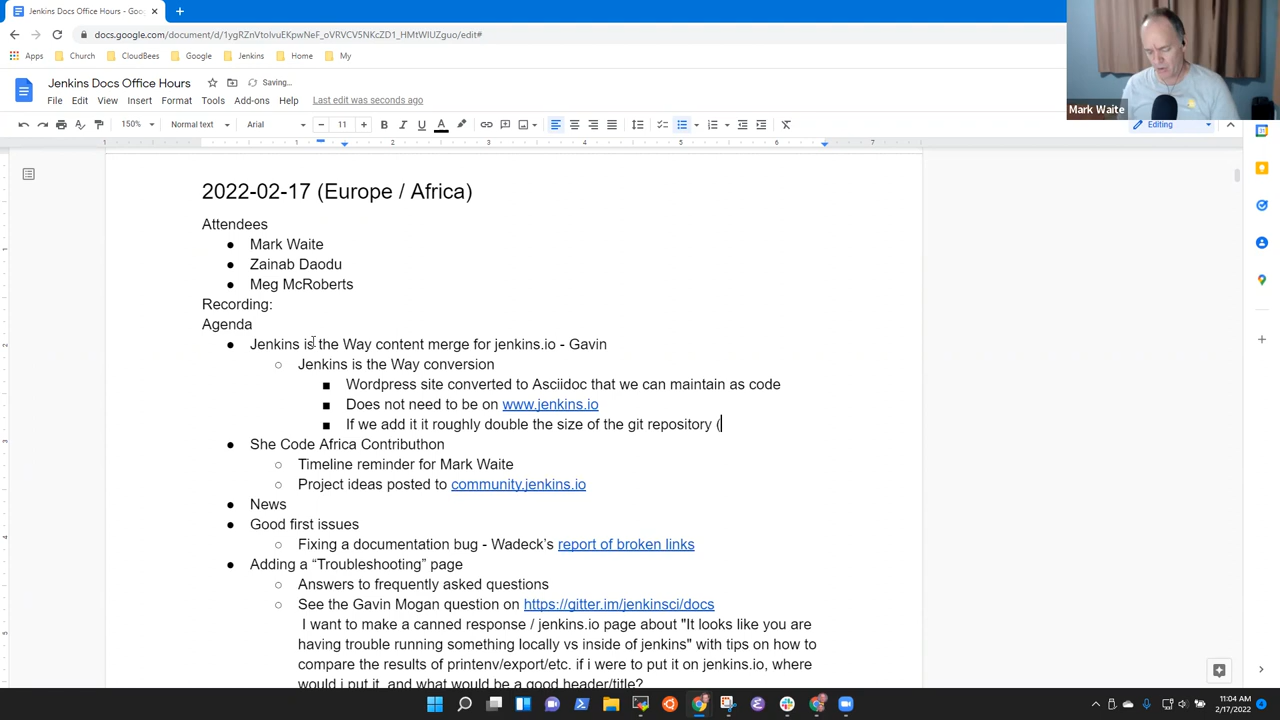 Jenkins Docs Office Hours - Goo
docs.google.com/document/d/1ygRZnVtolvuEKpwNeF_oVRVCV5NKcZD1_HMtWIUZguo/edit#
Apps Church CloudBees Google Jenkins Home My
Mark Waite
Jenkins Docs Office Hours Saving...
File Edit View Insert Format Tools Add-ons Help Last edit was seconds ago
150% Normal text Arial 11 Editing
1 1 2 3 4 5 6 7
2022-02-17 (Europe / Africa)
Attendees
● Mark Waite
● Zainab Daodu
● Meg McRoberts
Recording:
Agenda
● Jenkins is the Way content merge for jenkins.io - Gavin
○ Jenkins is the Way conversion
■ Wordpress site converted to Asciidoc that we can maintain as code
■ Does not need to be on www.jenkins.io
■ If we add it it roughly double the size of the git repository (
● She Code Africa Contributhon
○ Timeline reminder for Mark Waite
○ Project ideas posted to community.jenkins.io
● News
● Good first issues
○ Fixing a documentation bug - Wadeck’s report of broken links
● Adding a “Troubleshooting” page
○ Answers to frequently asked questions
○ See the Gavin Mogan question on https://gitter.im/jenkinsci/docs
I want to make a canned response / jenkins.io page about "It looks like you are
having trouble running something locally vs inside of jenkins" with tips on how to
compare the results of printenv/export/etc. if i were to put it on jenkins.io, where
would i put it, and what would be a good header/title?
11:04 AM
2/17/2022